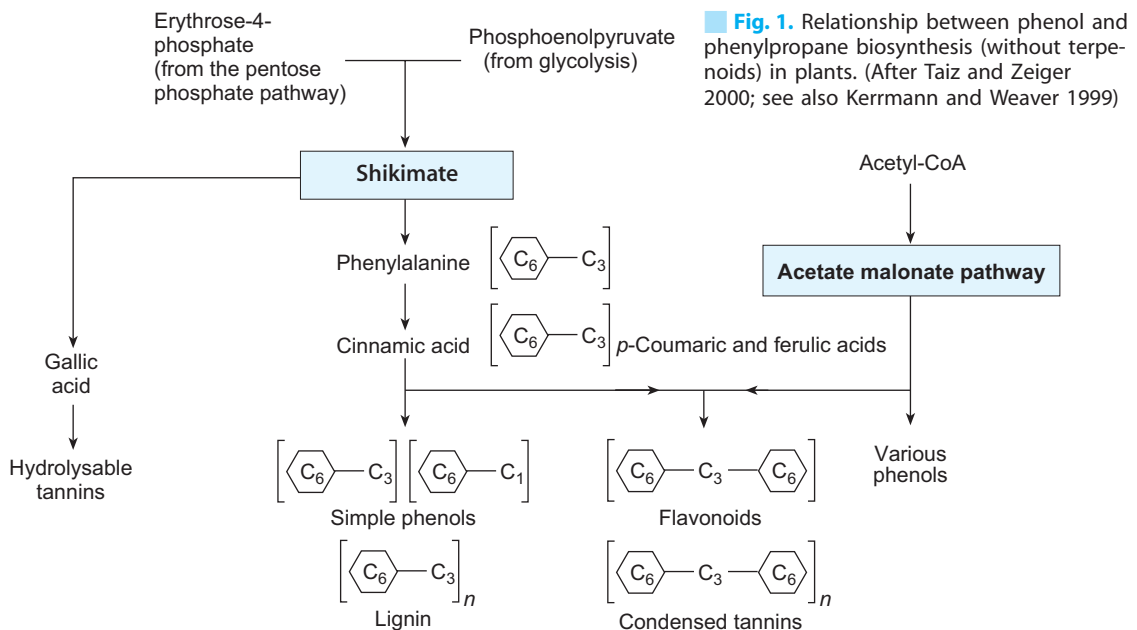 Erythrose-4-
phosphate
(from the pentose
phosphate pathway)
Phosphoenolpyruvate
(from glycolysis)
Fig. 1. Relationship between phenol and
phenylpropane biosynthesis (without terpe-
noids) in plants. (After Taiz and Zeiger
2000; see also Kerrmann and Weaver 1999)
Shikimate
Acetyl-CoA
Phenylalanine
C6 C3
Acetate malonate pathway
Cinnamic acid
C6 C3
p-Coumaric and ferulic acids
Gallic
acid
Hydrolysable
tannins
C6 C3
C6 C1
Simple phenols
C6 C3 n
Lignin
C6 C3 C6
Flavonoids
C6 C3 C6 n
Condensed tannins
Various
phenols